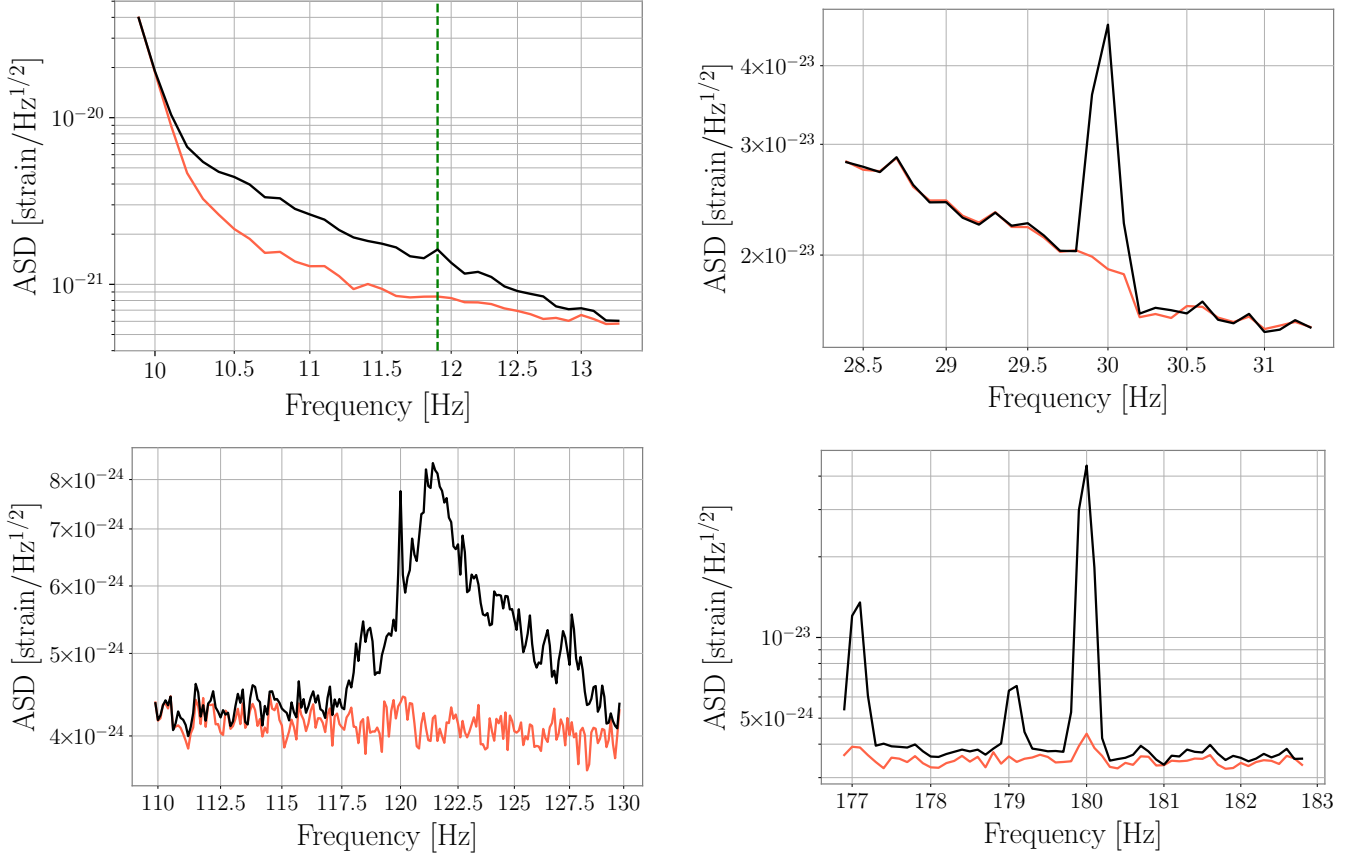 ASD [strain/Hz^{1/2}]
10^{−20}
10^{−21}
10 10.5 11 11.5 12 12.5 13
Frequency [Hz]
ASD [strain/Hz^{1/2}]
4×10^{−23}
3×10^{−23}
2×10^{−23}
28.5 29 29.5 30 30.5 31
Frequency [Hz]
ASD [strain/Hz^{1/2}]
8×10^{−24}
7×10^{−24}
6×10^{−24}
5×10^{−24}
4×10^{−24}
110 112.5 115 117.5 120 122.5 125 127.5 130
Frequency [Hz]
ASD [strain/Hz^{1/2}]
10^{−23}
5×10^{−24}
177 178 179 180 181 182 183
Frequency [Hz]